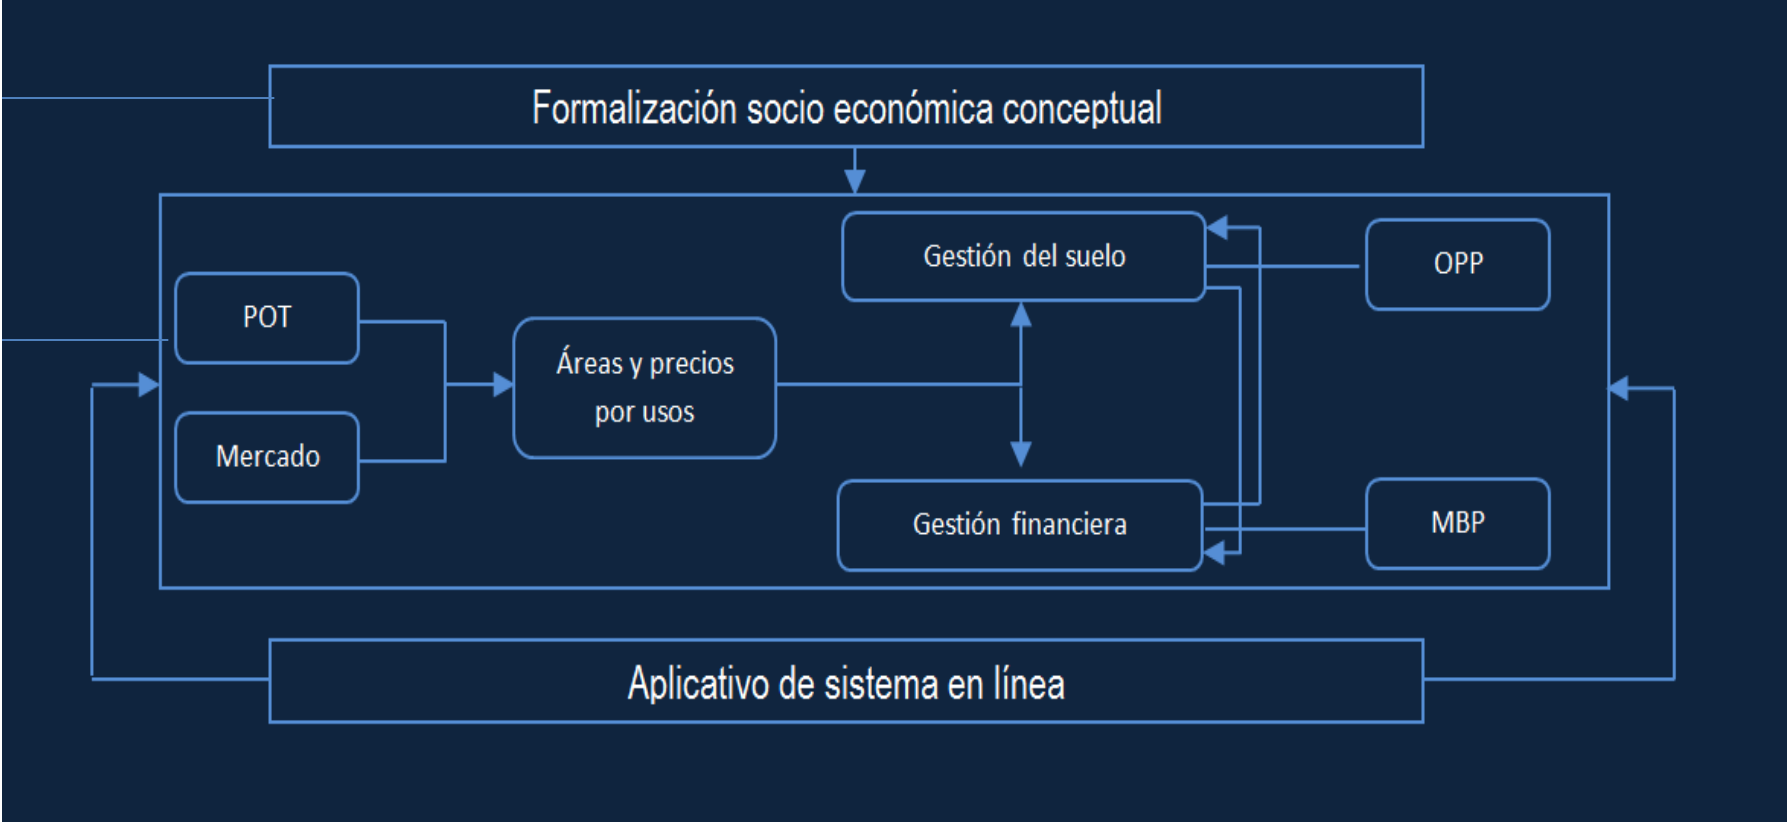 Formalización socio económica conceptual
Gestión del suelo
OPP
POT
Áreas y precios
por usos
Mercado
Gestión financiera
MBP
Aplicativo de sistema en línea